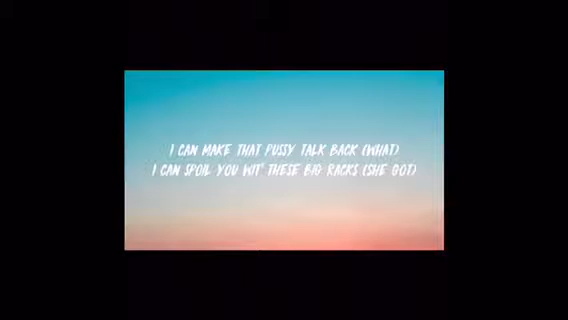 I CAN MAKE THAT PUSSY TALK BACK (WHAT)
I CAN SPOIL YOU WIT' THESE BIG RACKS (SHE GOT)